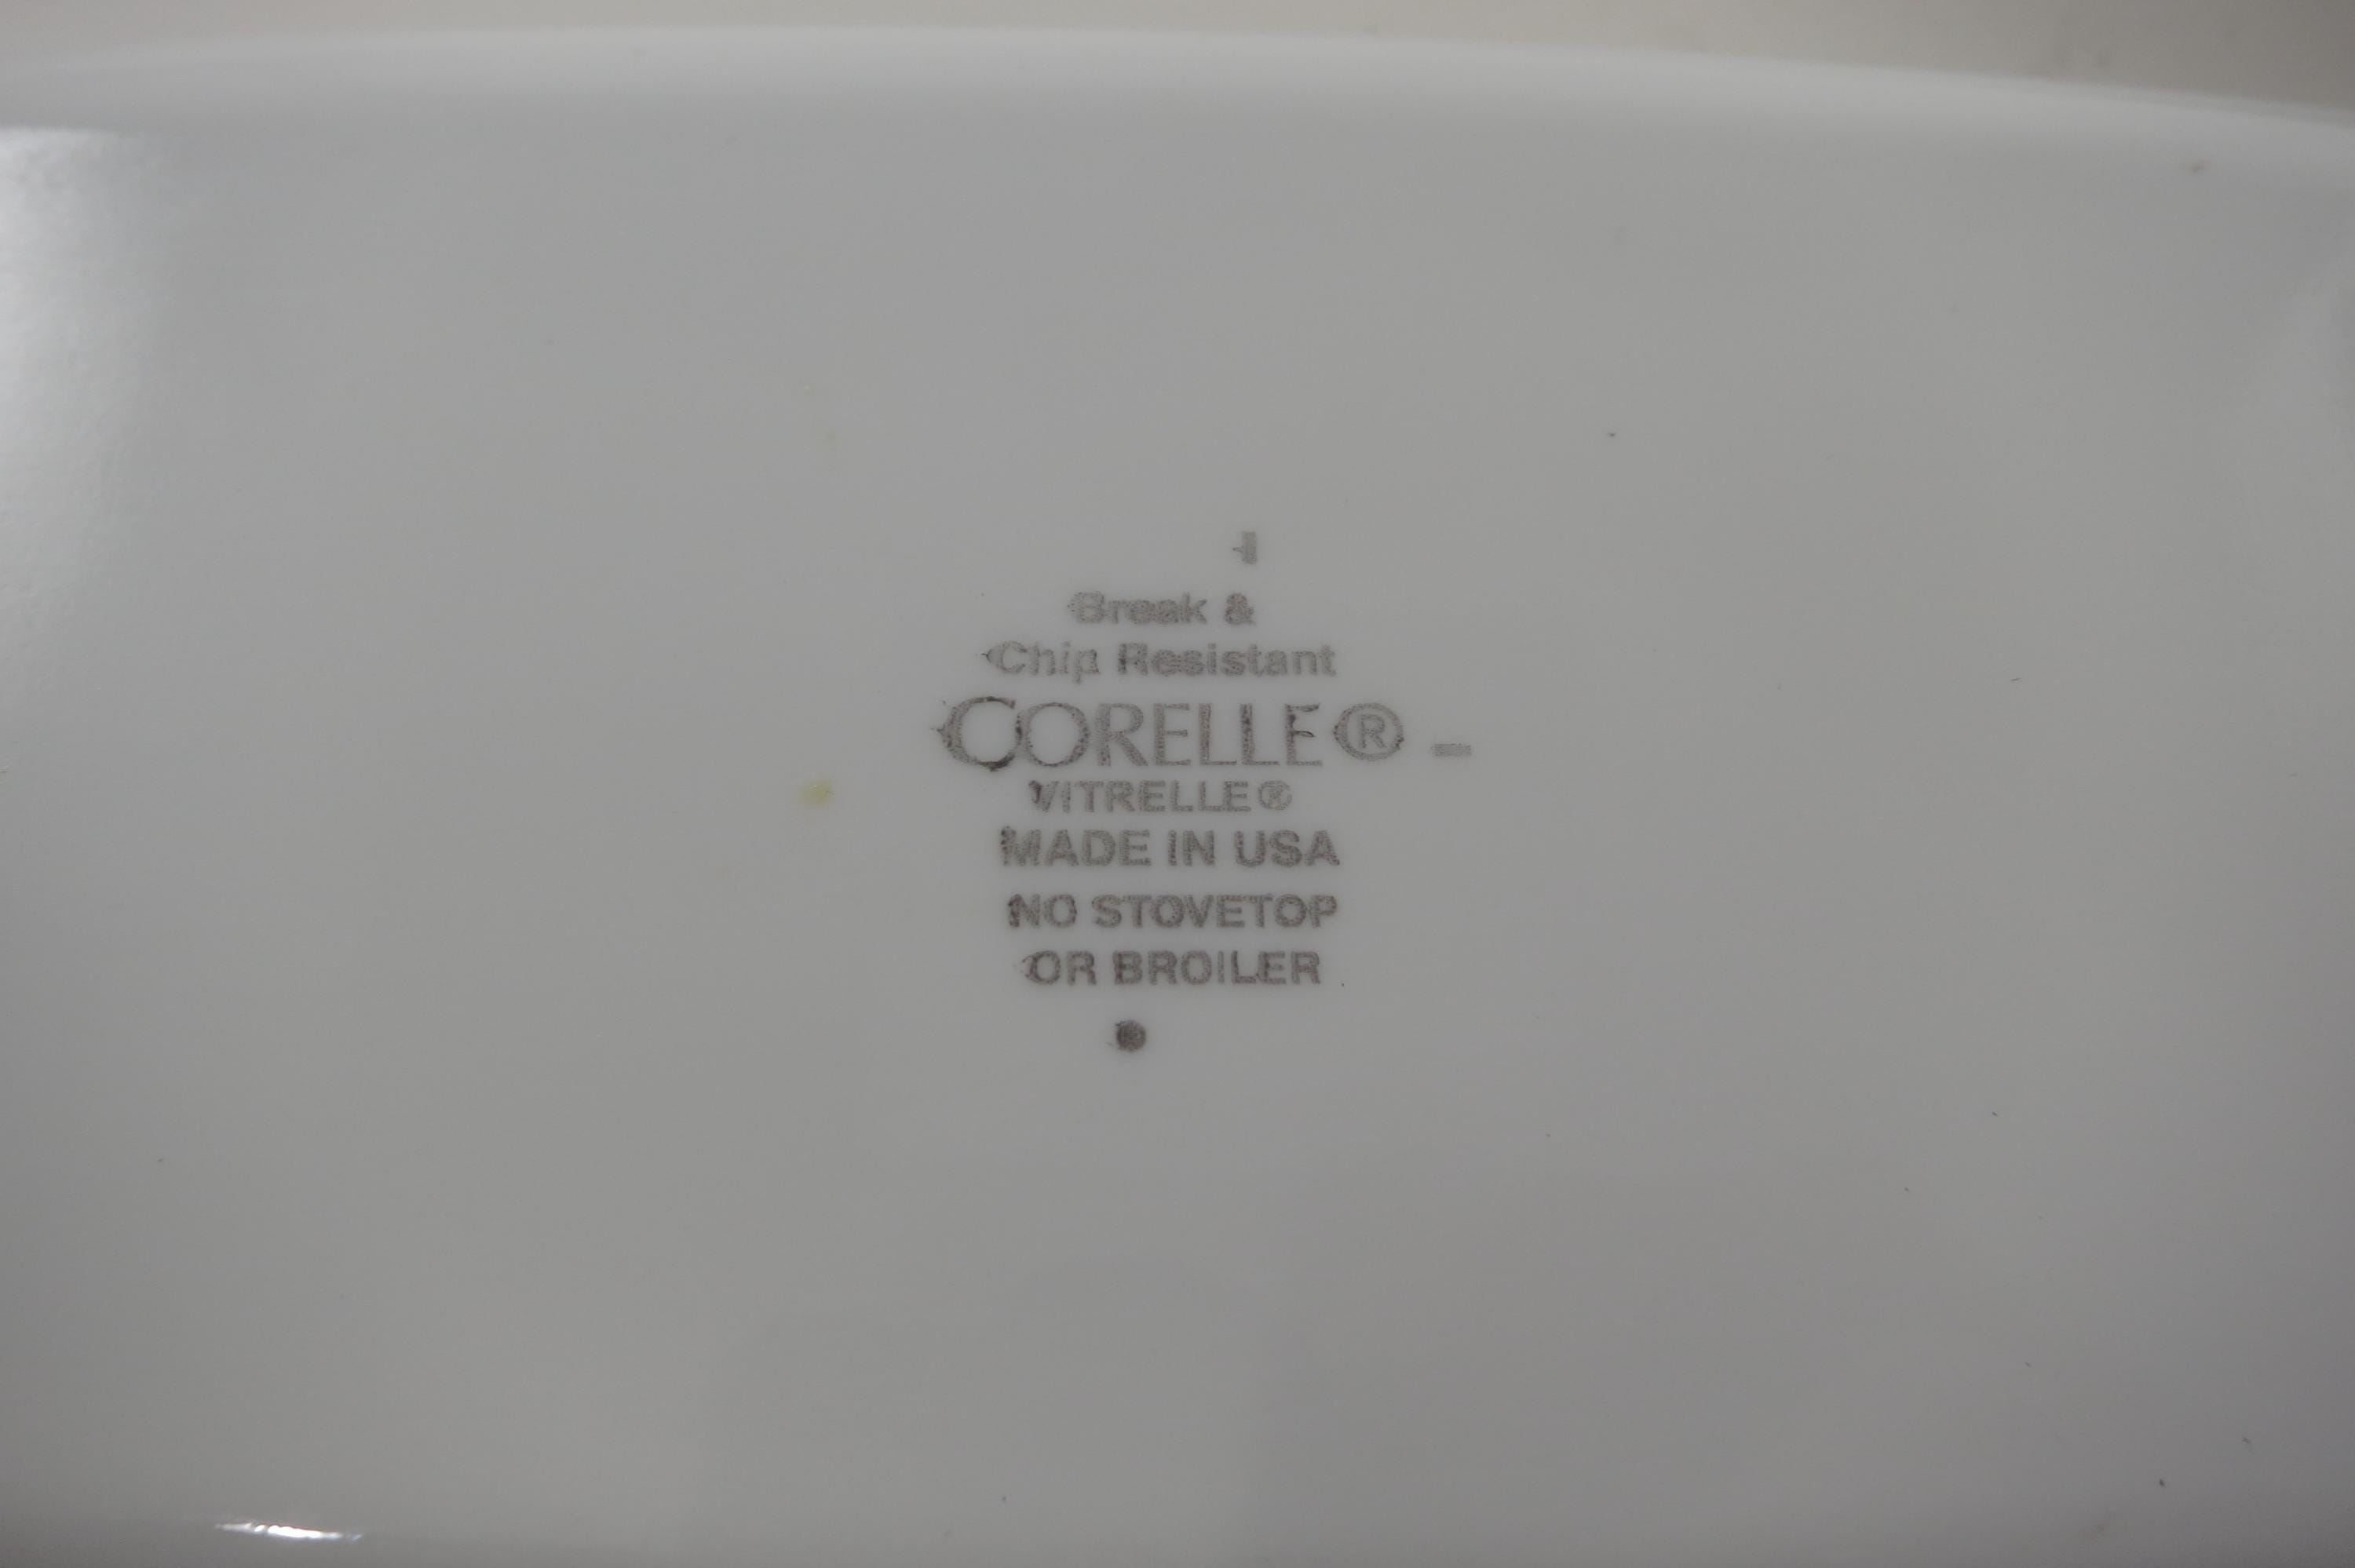 Break &
Chip Resistant
CORELLE®
VITRELLE®
MADE IN USA
NO STOVETOP
OR BROILER